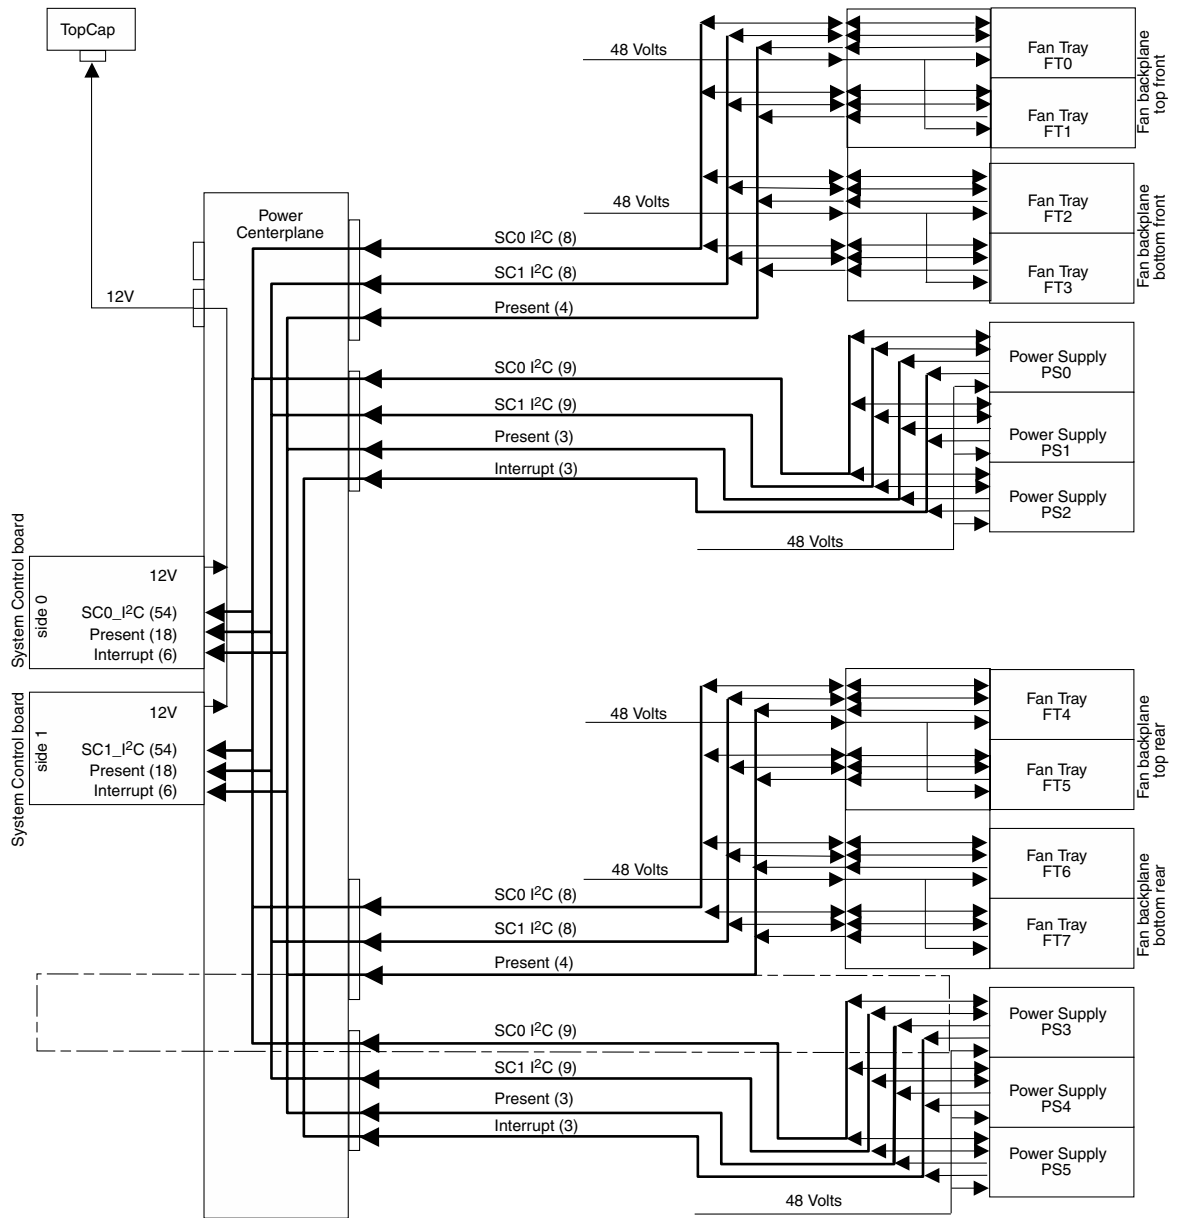 TopCap
48 Volts
Fan Tray
FT0
Fan Tray
FT1
Fan backplane
top front
48 Volts
Fan Tray
FT2
Fan Tray
FT3
Fan backplane
bottom front
Power
Centerplane
SC0 I²C (8)
SC1 I²C (8)
Present (4)
12V
SC0 I²C (9)
SC1 I²C (9)
Present (3)
Interrupt (3)
Power Supply
PS0
Power Supply
PS1
Power Supply
PS2
48 Volts
System Control board
side 0
12V
SC0_I²C (54)
Present (18)
Interrupt (6)
System Control board
side 1
12V
SC1_I²C (54)
Present (18)
Interrupt (6)
48 Volts
Fan Tray
FT4
Fan Tray
FT5
Fan backplane
top rear
48 Volts
Fan Tray
FT6
Fan Tray
FT7
Fan backplane
bottom rear
SC0 I²C (8)
SC1 I²C (8)
Present (4)
SC0 I²C (9)
SC1 I²C (9)
Present (3)
Interrupt (3)
Power Supply
PS3
Power Supply
PS4
Power Supply
PS5
48 Volts